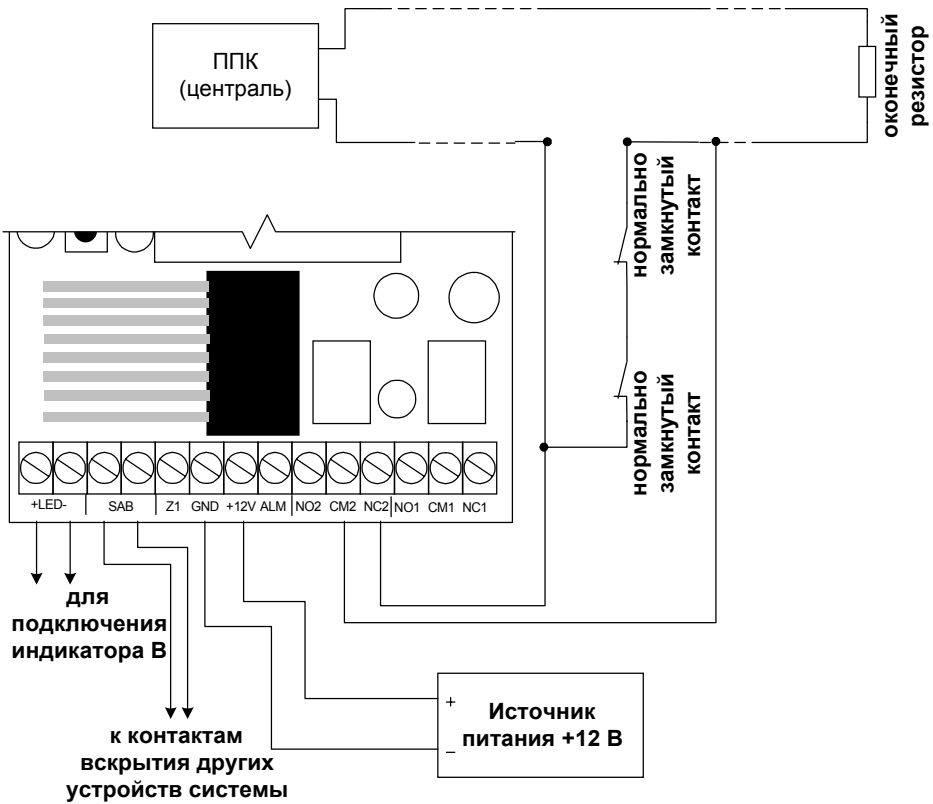 ППК
(централь)
оконечный
резистор
нормально
замкнутый
контакт
нормально
замкнутый
контакт
+LED- SAB Z1 GND +12V ALM NO2 CM2 NC2 NO1 CM1 NC1
для
подключения
индикатора В
к контактам
вскрытия других
устройств системы
+
Источник
питания +12 В
–